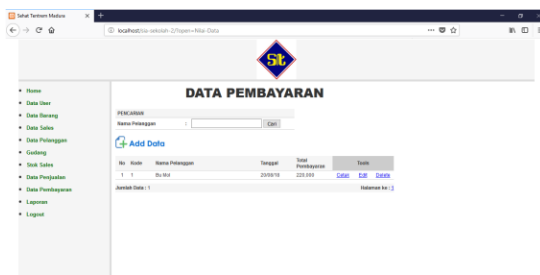 Sehat Tentrem Madura
localhost/sia-sekolah-2/?open=Nilai-Data
St
DATA PEMBAYARAN
Home
Data User
Data Barang
Data Sales
Data Pelanggan
Gudang
Stok Sales
Data Penjualan
Data Pembayaran
Laporan
Logout
PENCARIAN
Nama Pelanggan : Cari
Add Data
No Kode Nama Pelanggan Tanggal Total Pembayaran Tools
1 1 Bu Mol 20/08/18 220.000 Cetak Edit Delete
Jumlah Data : 1 Halaman ke : 1